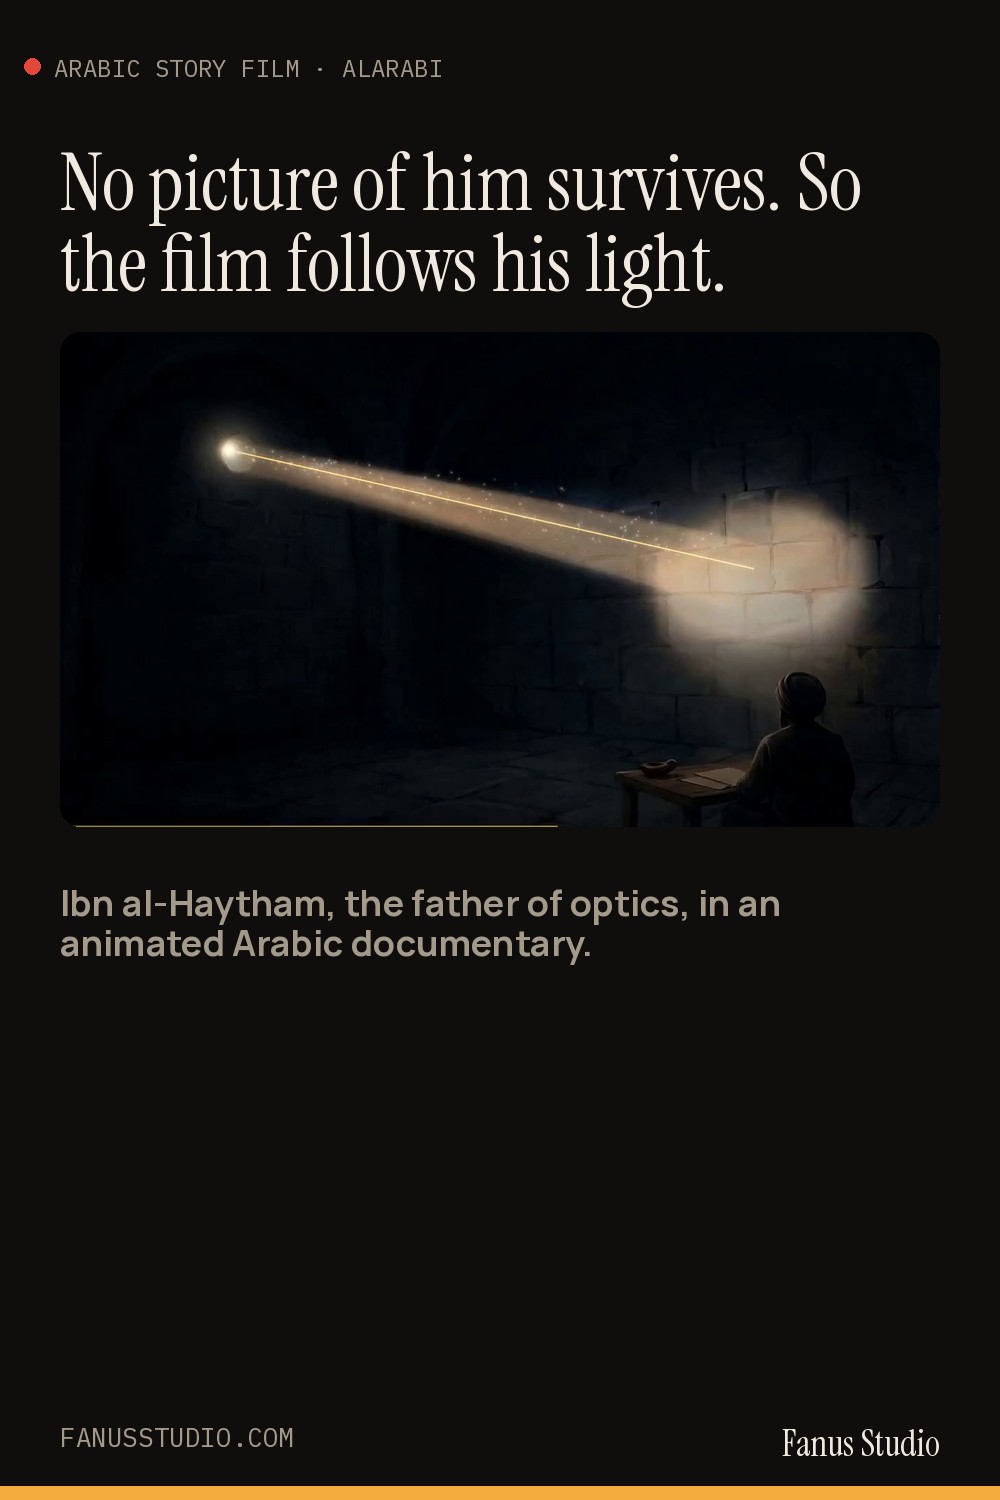 ARABIC STORY FILM · ALARABI
No picture of him survives. So
the film follows his light.
Ibn al-Haytham, the father of optics, in an
animated Arabic documentary.
FANUSSTUDIO.COM
Fanus Studio